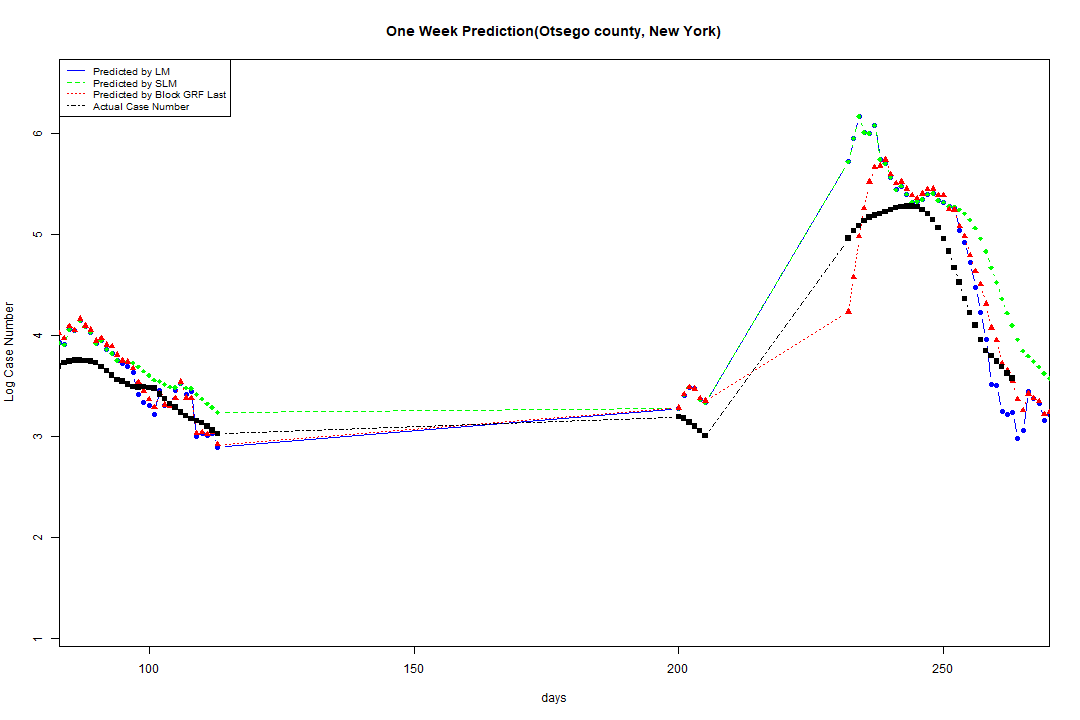 One Week Prediction(Otsego county, New York)
Predicted by LM
Predicted by SLM
Predicted by Block GRF Last
Actual Case Number
6
5
4
3
2
1
Log Case Number
100 150 200 250
days